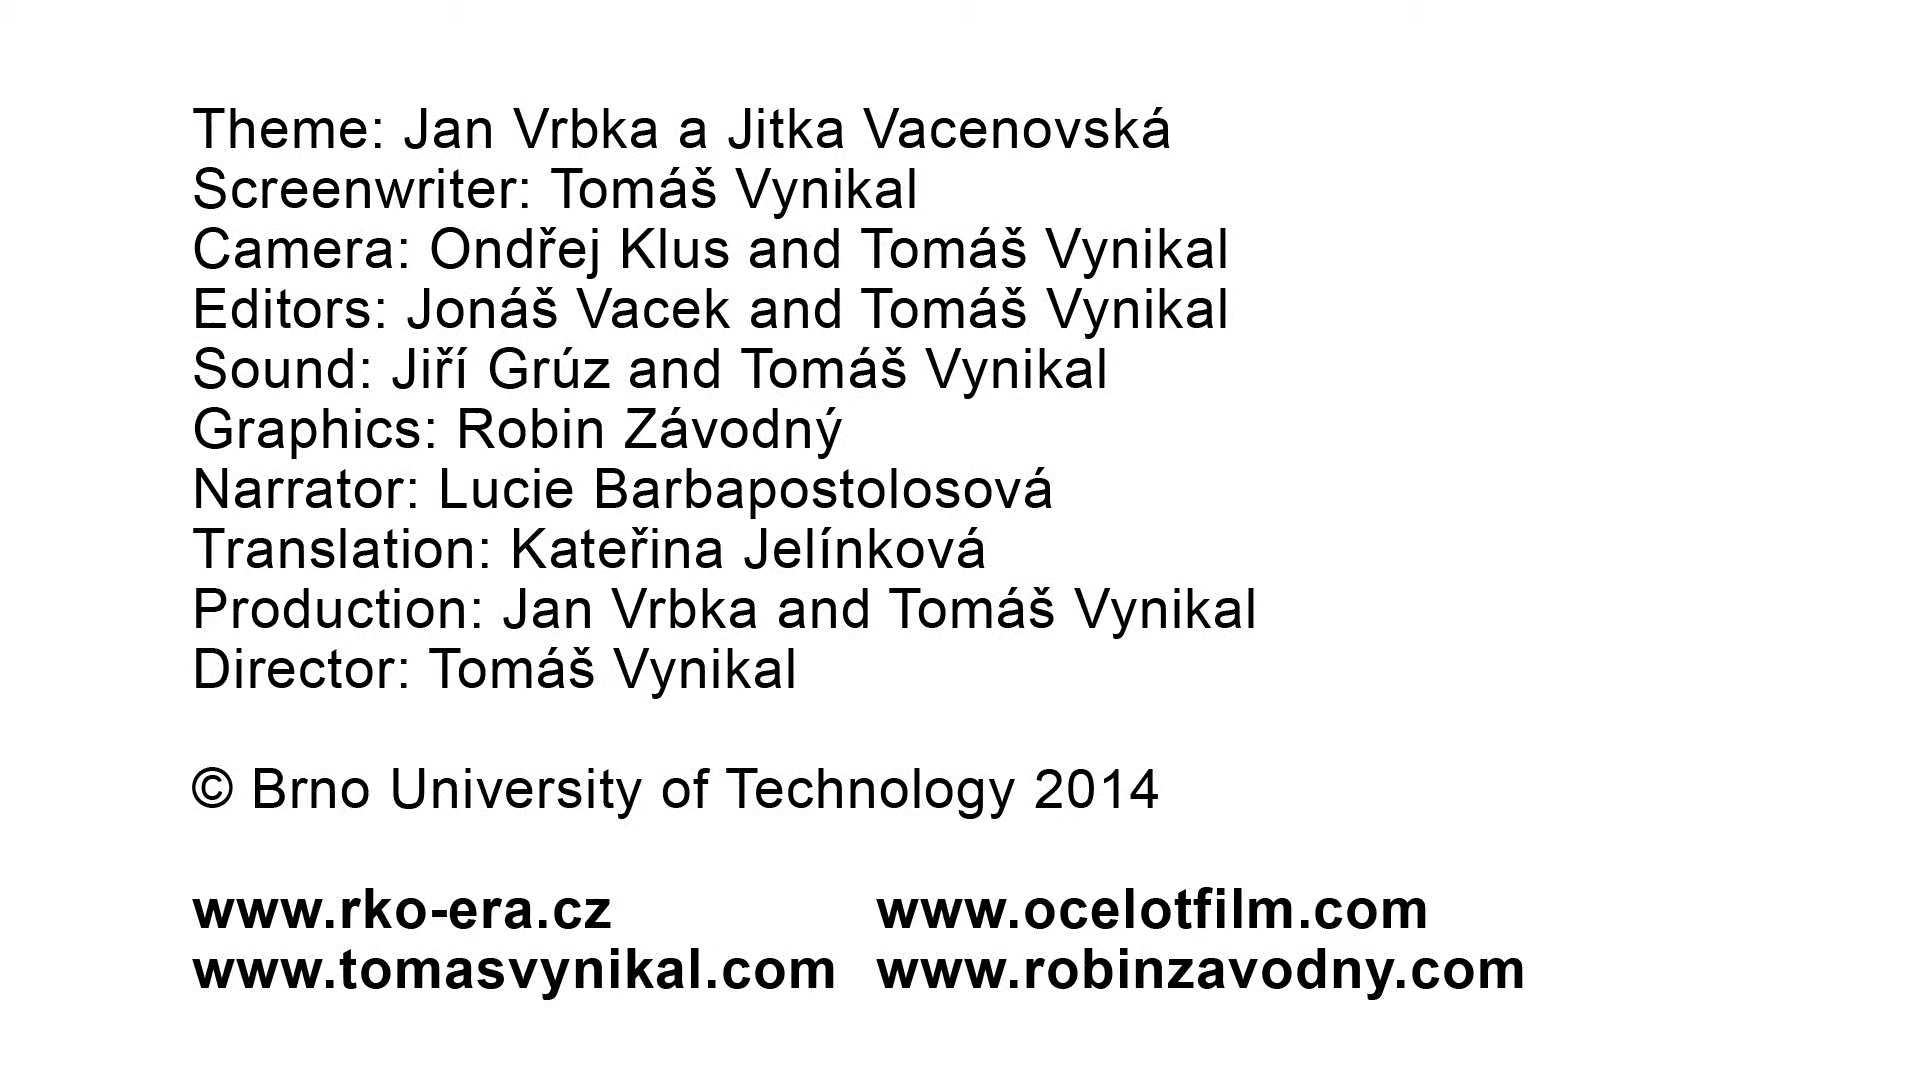 Theme: Jan Vrbka a Jitka Vacenovská
Screenwriter: Tomáš Vynikal
Camera: Ondřej Klus and Tomáš Vynikal
Editors: Jonáš Vacek and Tomáš Vynikal
Sound: Jiří Grúz and Tomáš Vynikal
Graphics: Robin Závodný
Narrator: Lucie Barbapostolosová
Translation: Kateřina Jelínková
Production: Jan Vrbka and Tomáš Vynikal
Director: Tomáš Vynikal
© Brno University of Technology 2014
www.rko-era.cz www.ocelotfilm.com
www.tomasvynikal.com www.robinzavodny.com